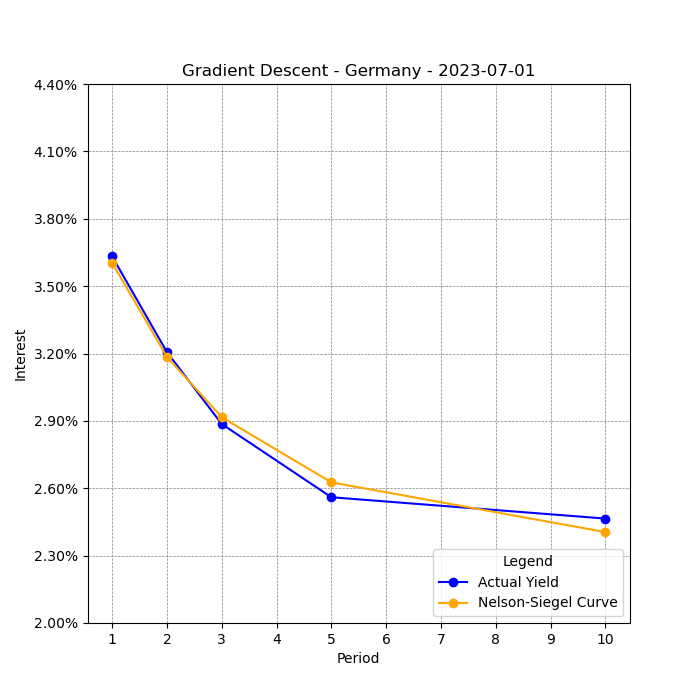 Gradient Descent - Germany - 2023-07-01
4.40%
4.10%
3.80%
3.50%
3.20%
2.90%
2.60%
2.30%
2.00%
Interest
1 2 3 4 5 6 7 8 9 10
Period
Legend
Actual Yield
Nelson-Siegel Curve